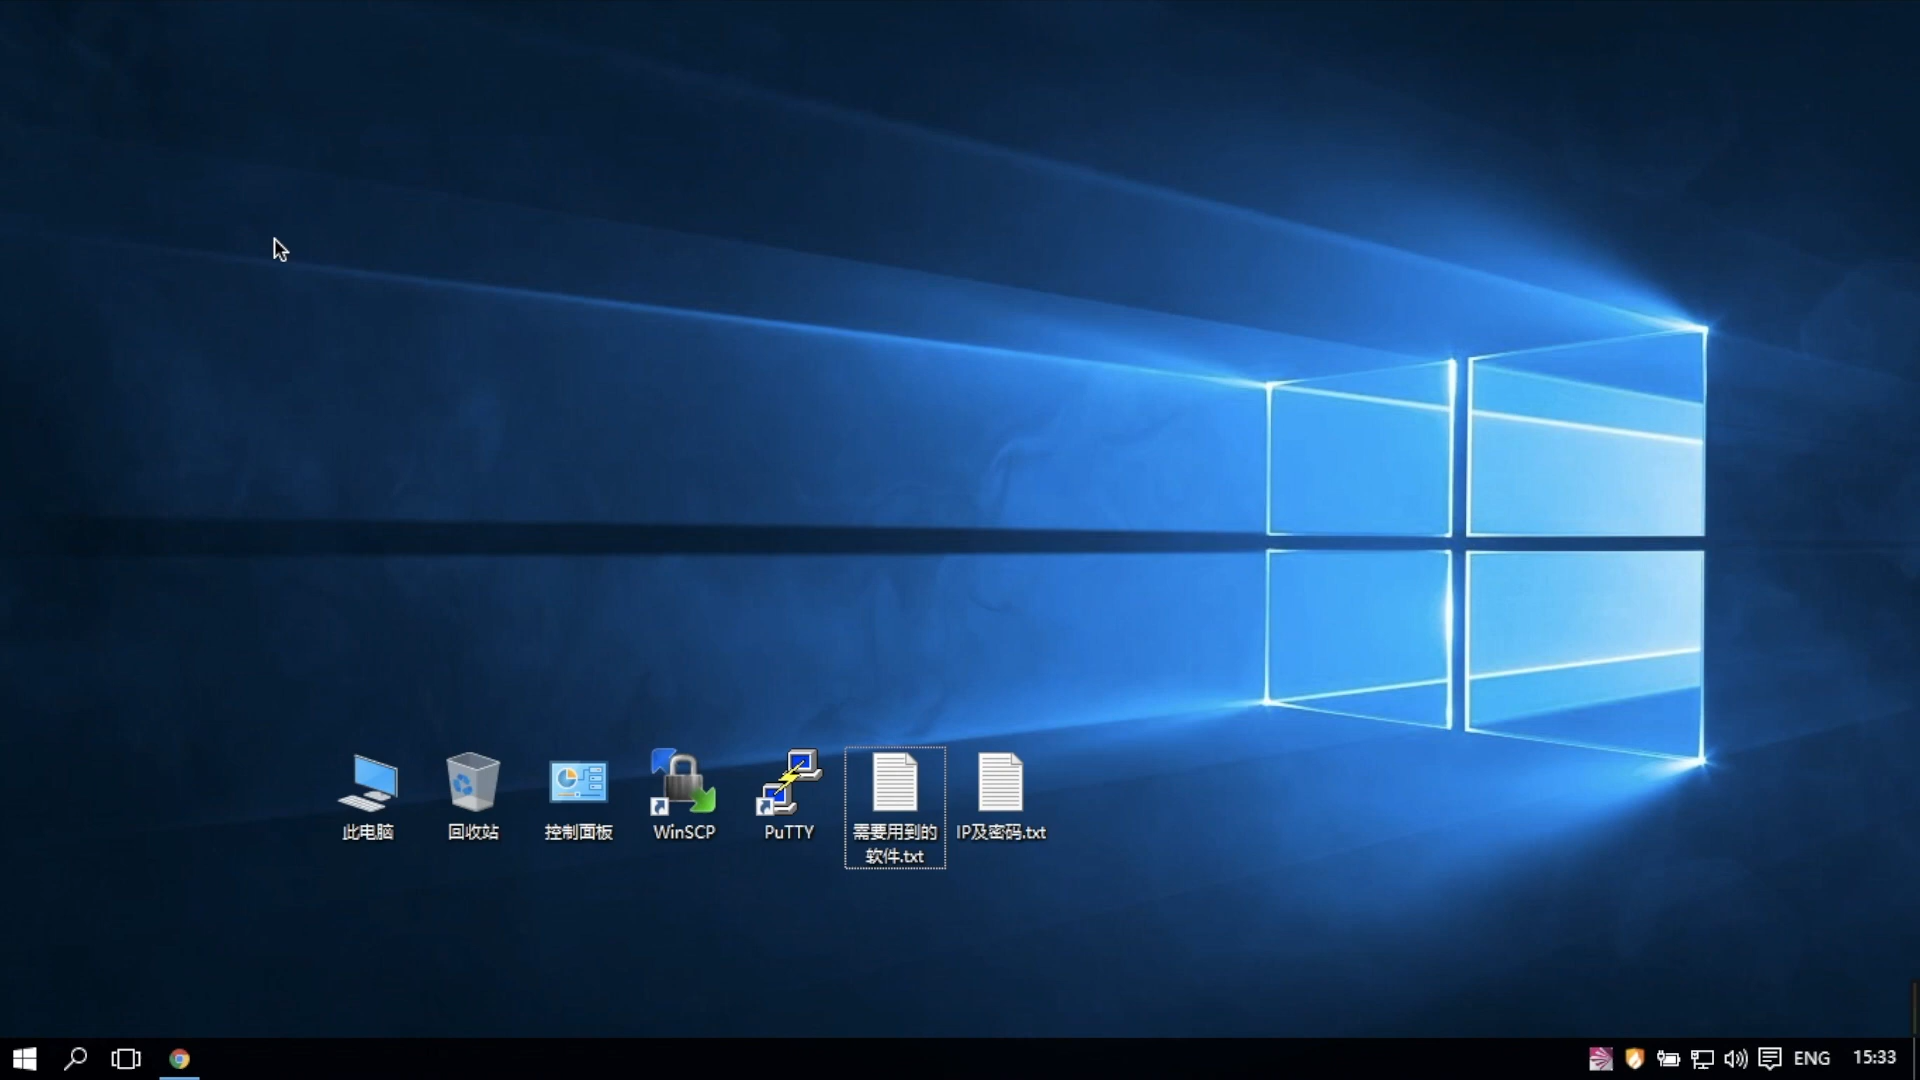 此电脑
回收站
控制面板
WinSCP
PuTTY
需要用到的
软件.txt
IP及密码.txt
ENG
15:33